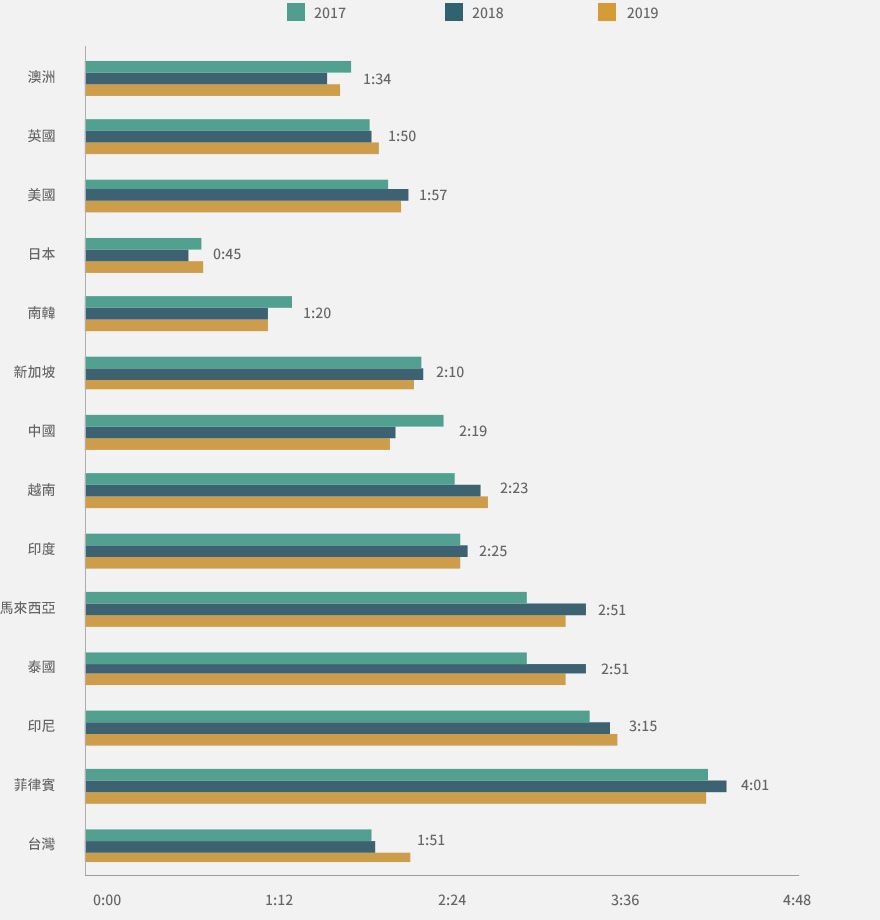 2017 2018 2019
澳洲 1:34
英國 1:50
美國 1:57
日本 0:45
南韓 1:20
新加坡 2:10
中國 2:19
越南 2:23
印度 2:25
馬來西亞 2:51
泰國 2:51
印尼 3:15
菲律賓 4:01
台灣 1:51
0:00 1:12 2:24 3:36 4:48